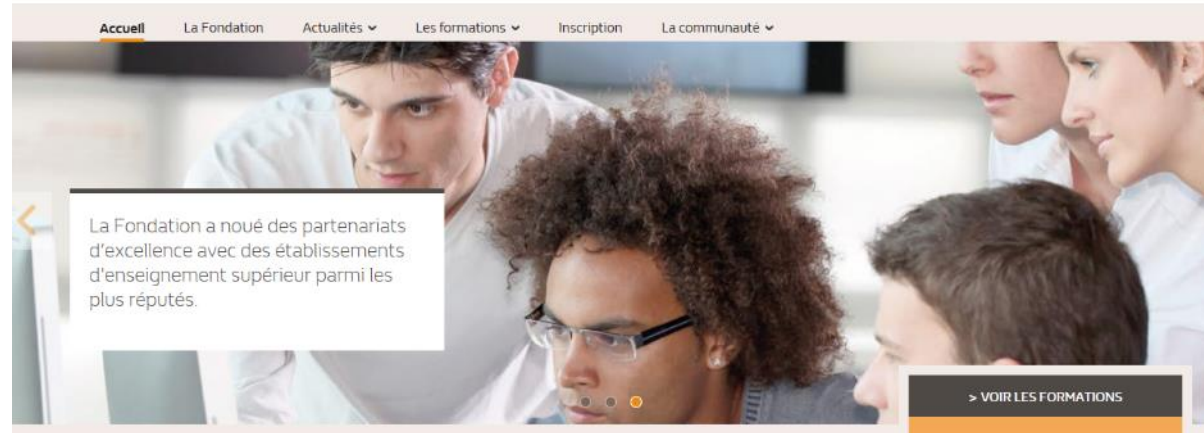 Accueil La Fondation Actualités Les formations Inscription La communauté
La Fondation a noué des partenariats
d'excellence avec des établissements
d'enseignement supérieur parmi les
plus réputés.
> VOIR LES FORMATIONS